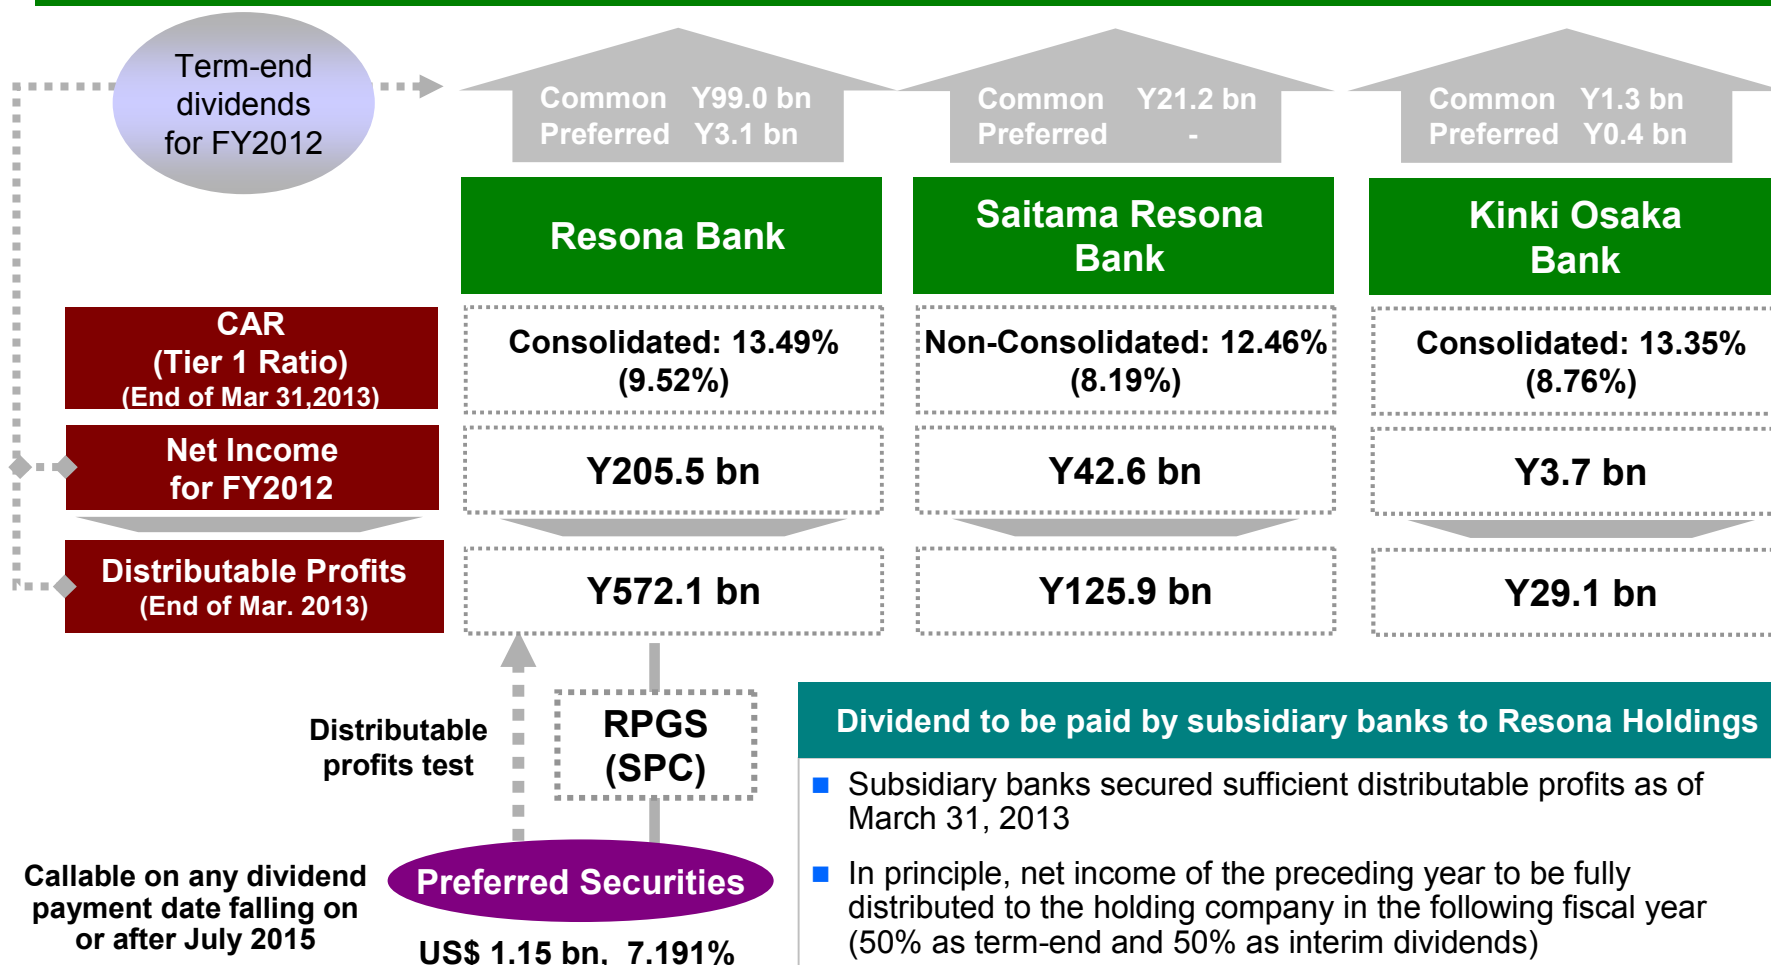 Term-end
dividends
for FY2012
Common Y99.0 bn
Preferred Y3.1 bn
Common Y21.2 bn
Preferred -
Common Y1.3 bn
Preferred Y0.4 bn
Resona Bank
Saitama Resona
Bank
Kinki Osaka
Bank
CAR
(Tier 1 Ratio)
(End of Mar 31,2013)
Consolidated: 13.49%
(9.52%)
Non-Consolidated: 12.46%
(8.19%)
Consolidated: 13.35%
(8.76%)
Net Income
for FY2012
Y205.5 bn
Y42.6 bn
Y3.7 bn
Distributable Profits
(End of Mar. 2013)
Y572.1 bn
Y125.9 bn
Y29.1 bn
Distributable
profits test
RPGS
(SPC)
Callable on any dividend
payment date falling on
or after July 2015
Preferred Securities
US$ 1.15 bn, 7.191%
Dividend to be paid by subsidiary banks to Resona Holdings
■ Subsidiary banks secured sufficient distributable profits as of
March 31, 2013
■ In principle, net income of the preceding year to be fully
distributed to the holding company in the following fiscal year
(50% as term-end and 50% as interim dividends)